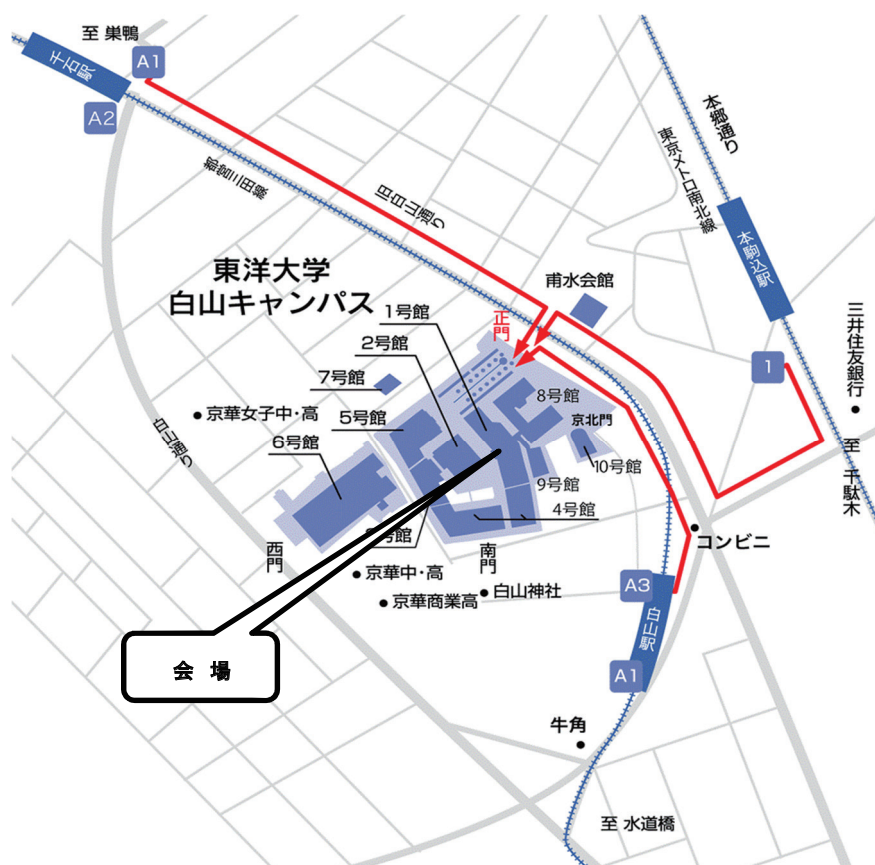 至 巣鴨
A1
千石駅
A2
都営三田線
旧白山通り
本郷通り
東京メトロ南北線
本駒込駅
東洋大学
白山キャンパス
甫水会館
1号館
正門
2号館
三井住友銀行
7号館
1
8号館
京華女子中・高
5号館
京北門
6号館
白山通り
至 千駄木
10号館
9号館
4号館
号館
コンビニ
西門
南門
京華中・高
白山神社
京華商業高
A3
白山駅
会 場
A1
牛角
至 水道橋